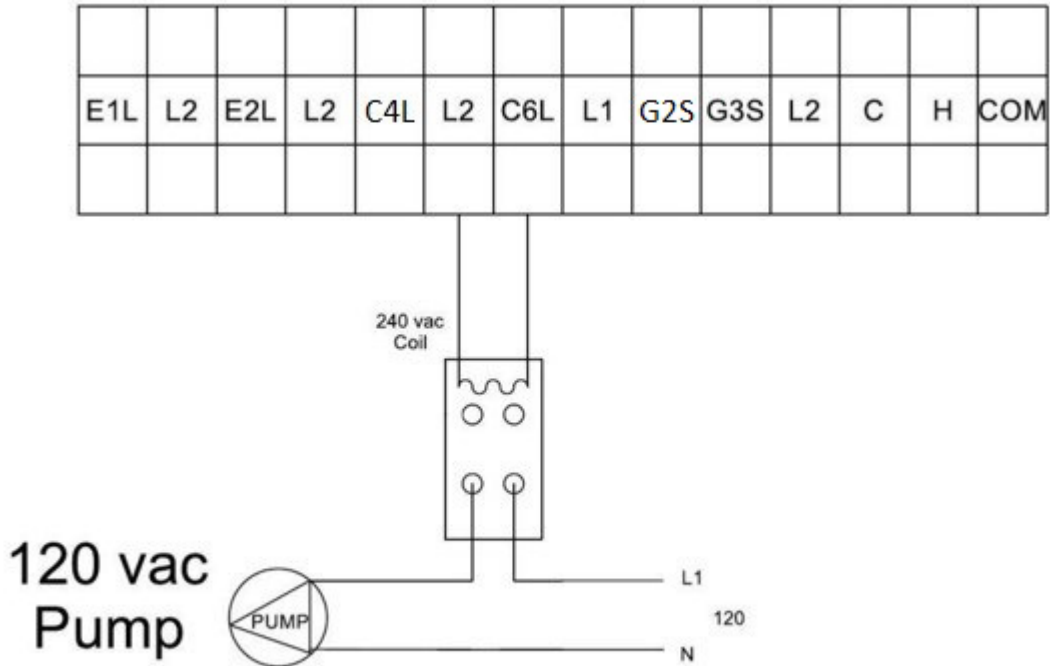 E1L L2 E2L L2 C4L L2 C6L L1 G2S G3S L2 C H COM
240 vac
Coil
120 vac
Pump
PUMP
L1
120
N